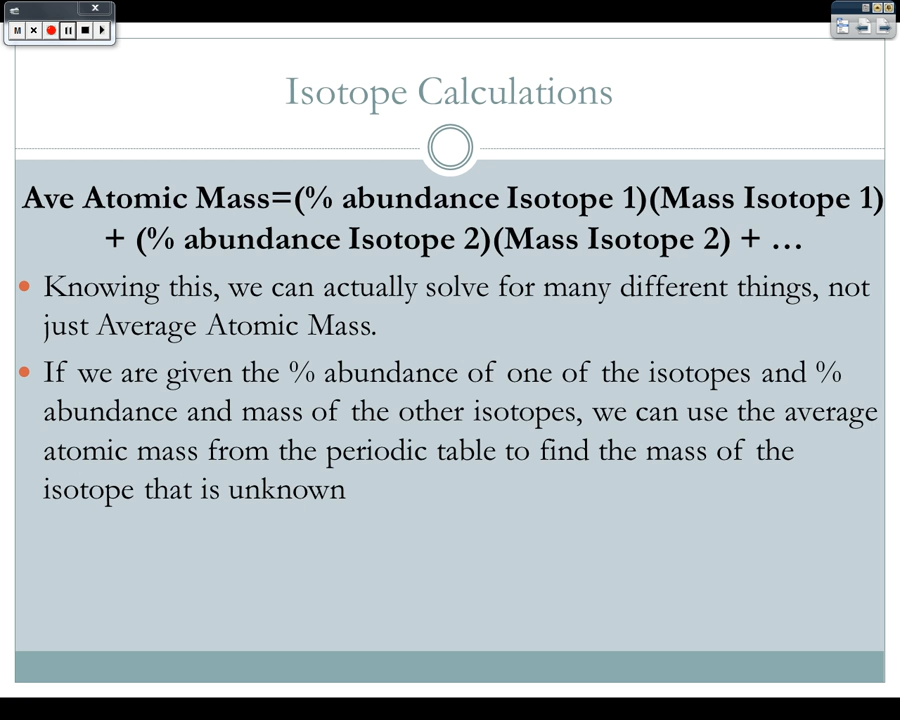 M
Isotope Calculations
Ave Atomic Mass=(% abundance Isotope 1)(Mass Isotope 1)
+ (% abundance Isotope 2)(Mass Isotope 2) + …
Knowing this, we can actually solve for many different things, not
just Average Atomic Mass.
If we are given the % abundance of one of the isotopes and %
abundance and mass of the other isotopes, we can use the average
atomic mass from the periodic table to find the mass of the
isotope that is unknown